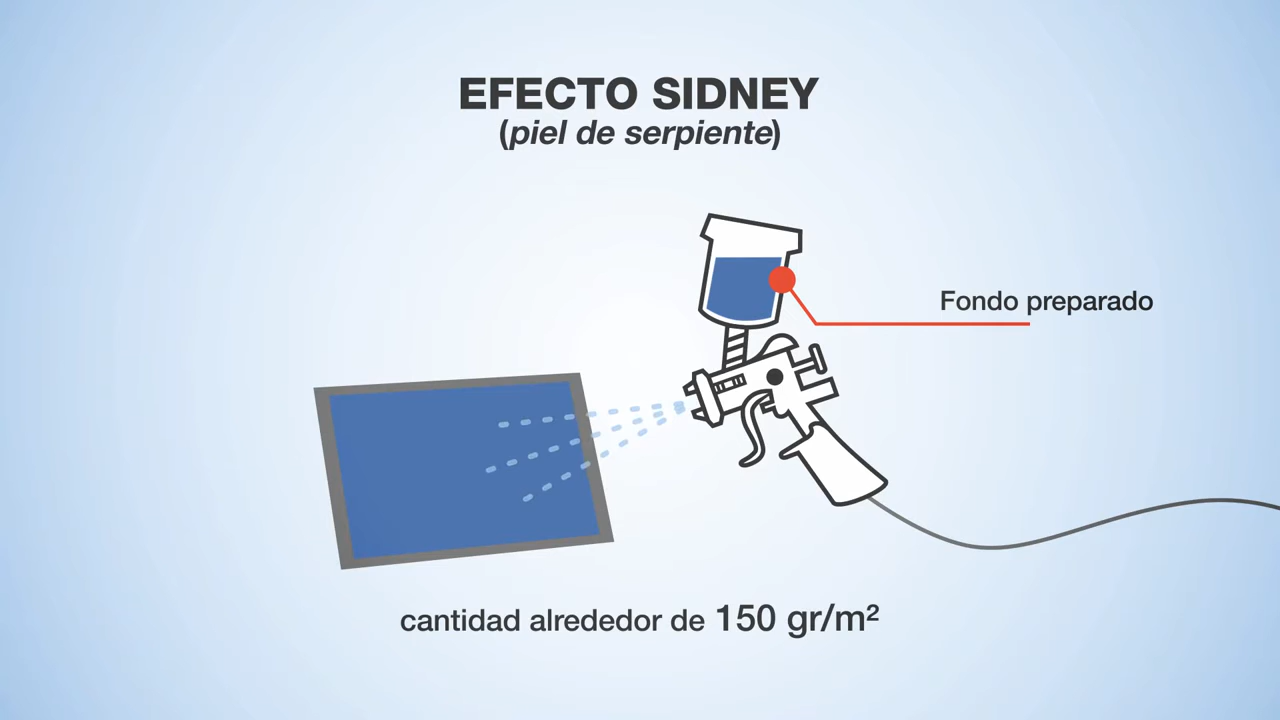 EFECTO SIDNEY
(piel de serpiente)
Fondo preparado
cantidad alrededor de 150 gr/m²